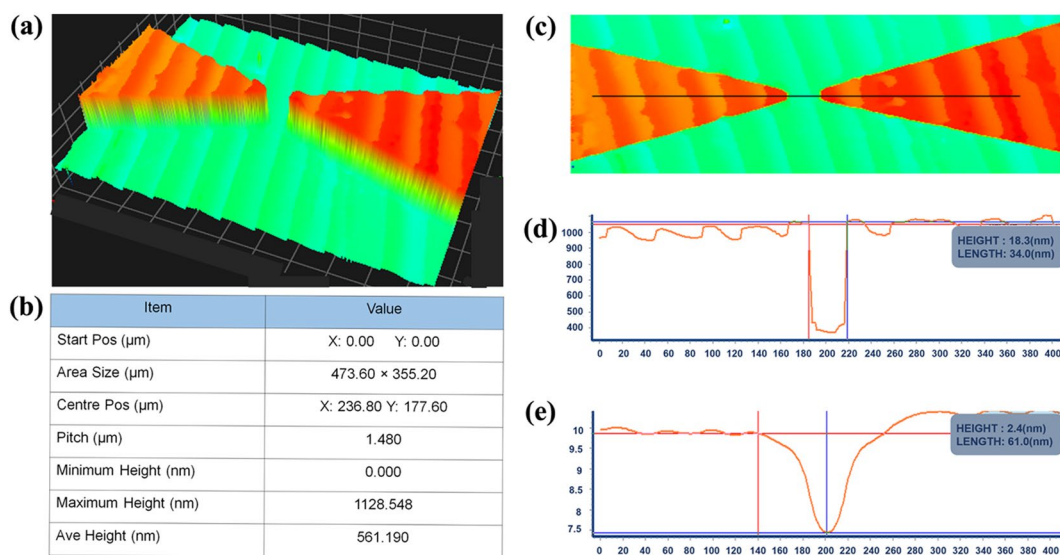 (a)
(b)
Item Value
Start Pos (µm) X: 0.00 Y: 0.00
Area Size (µm) 473.60 × 355.20
Centre Pos (µm) X: 236.80 Y: 177.60
Pitch (µm) 1.480
Minimum Height (nm) 0.000
Maximum Height (nm) 1128.548
Ave Height (nm) 561.190
(c)
(d)
1000
900
800
700
600
500
400
HEIGHT : 18.3(nm)
LENGTH: 34.0(nm)
0 20 40 60 80 100 120 140 160 180 200 220 240 260 280 300 320 340 360 380 400
(e)
10
9
8.5
8
7.5
HEIGHT : 2.4(nm)
LENGTH: 61.0(nm)
0 20 40 60 80 100 120 140 160 180 200 220 240 260 280 300 320 340 360 380 400